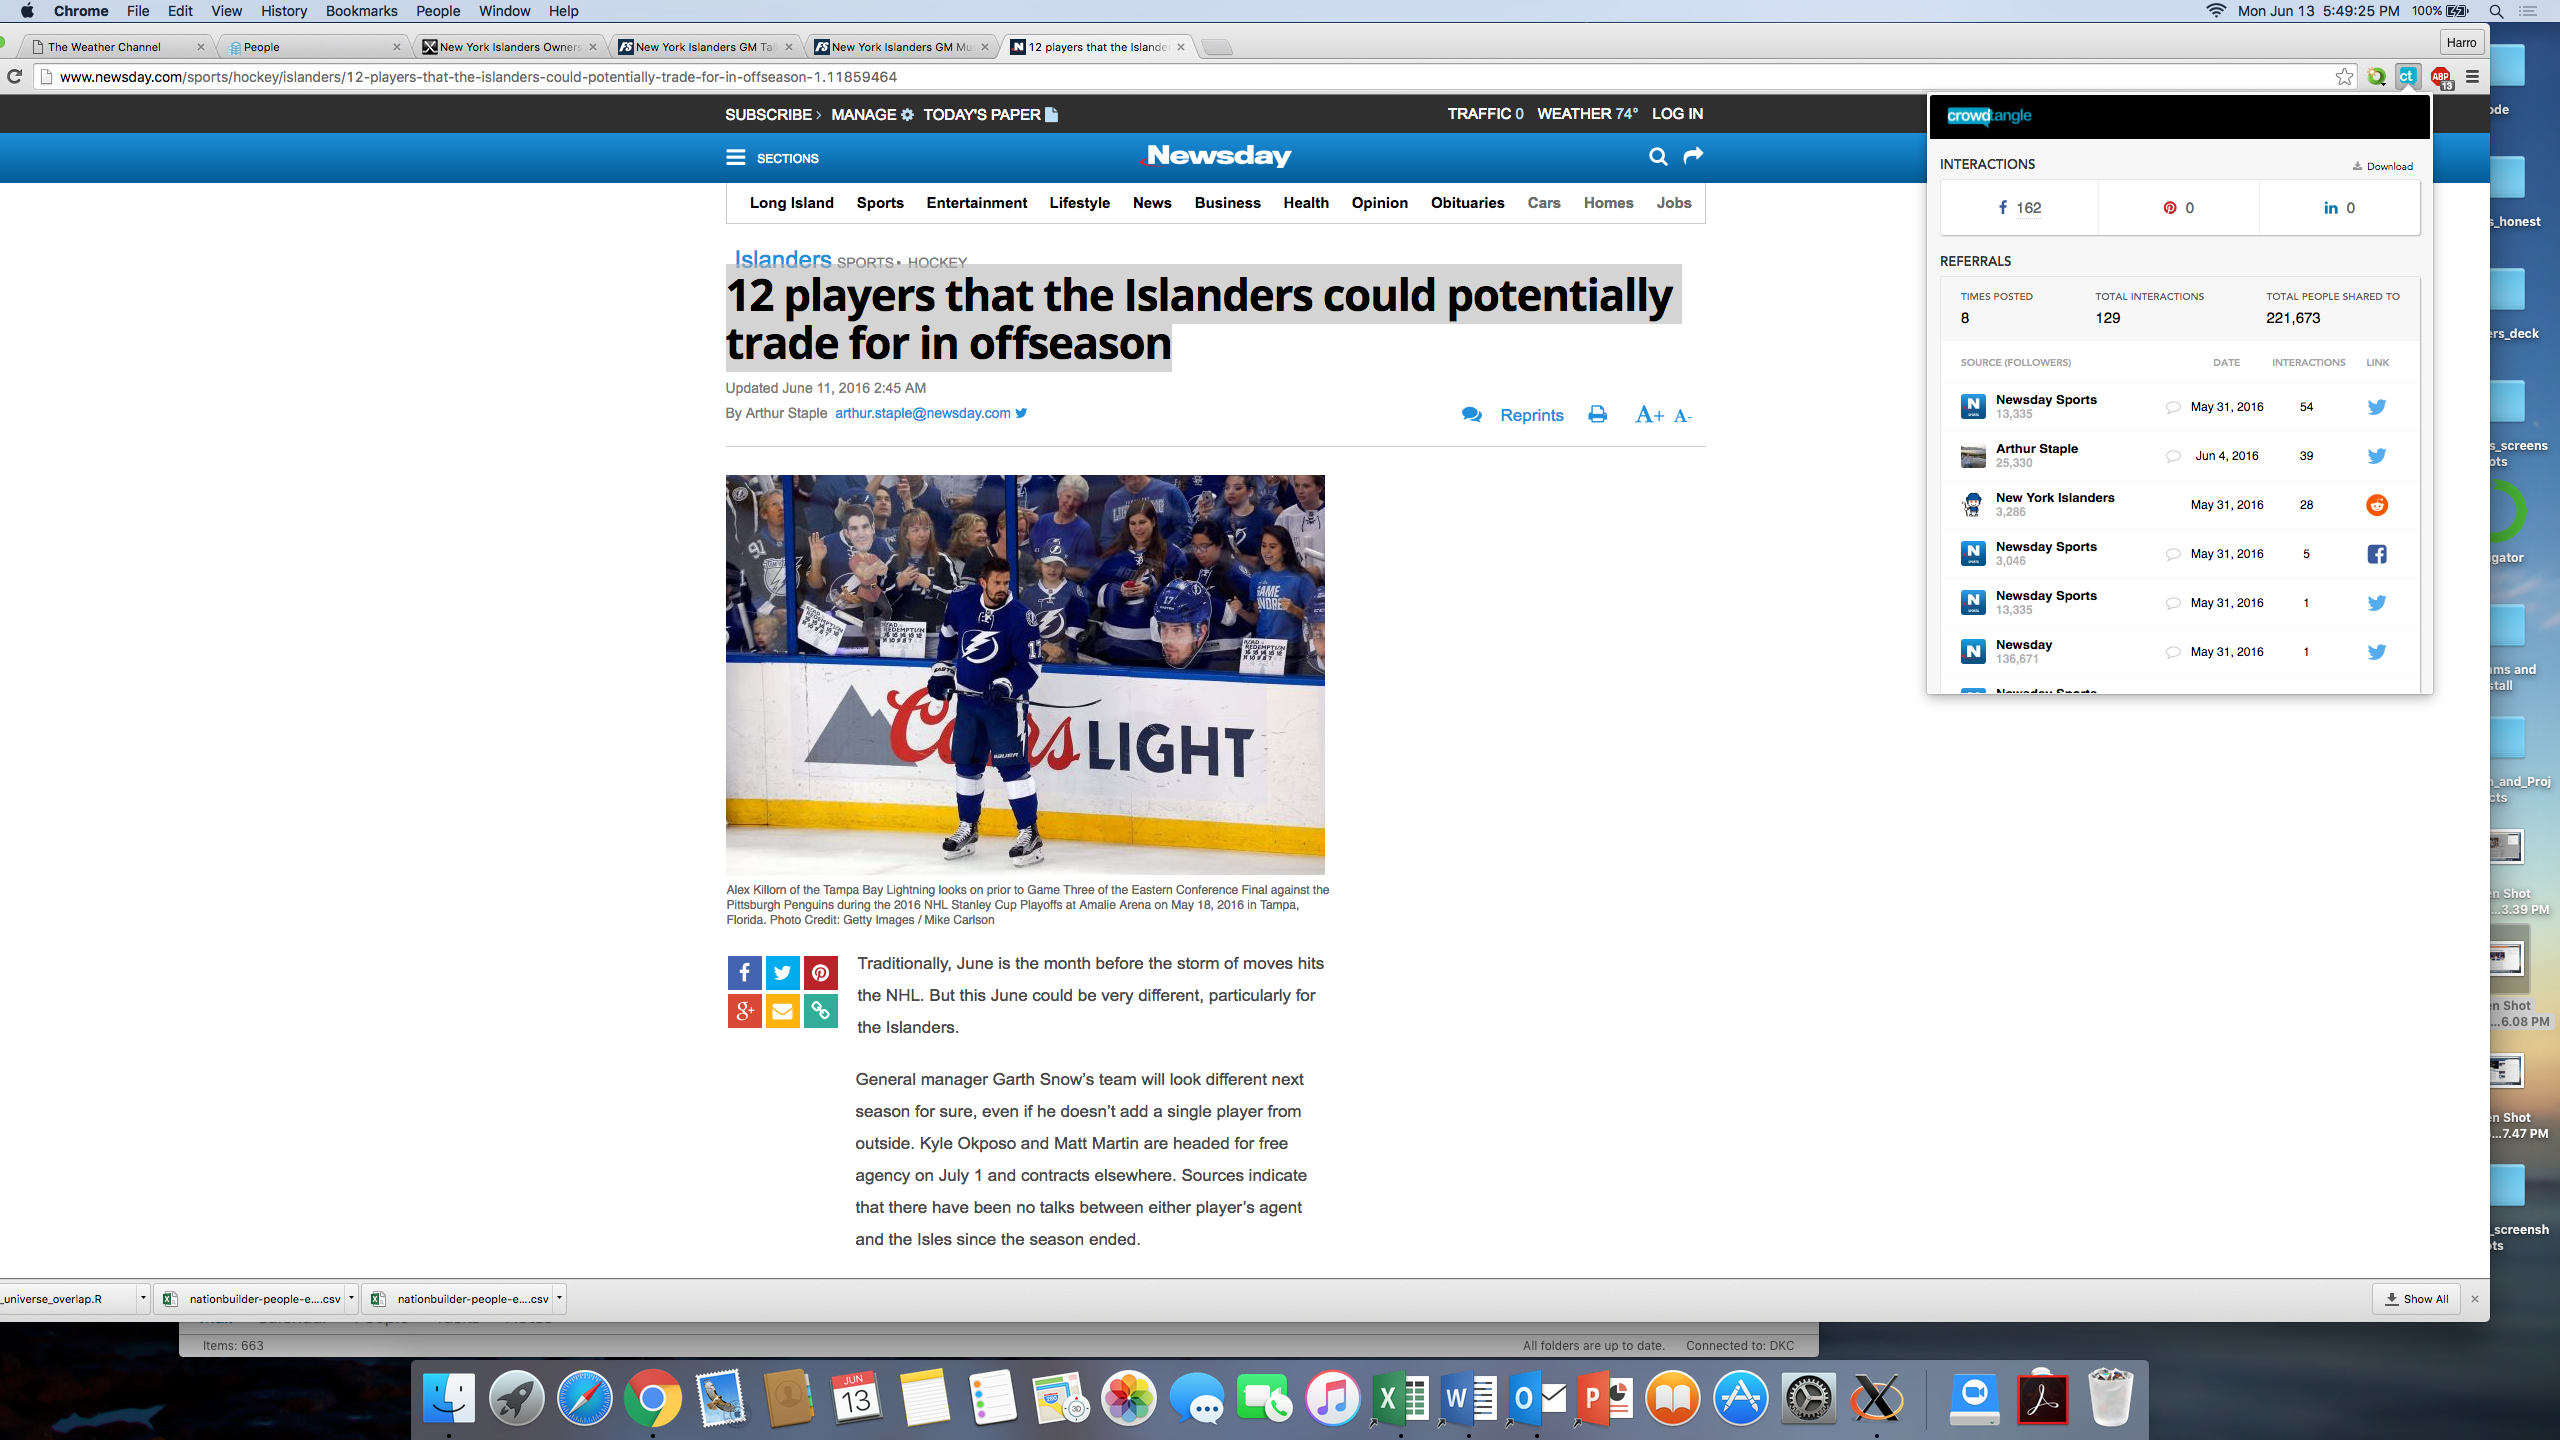 Chrome File Edit View History Bookmarks People Window Help
Mon Jun 13 5:49:25 PM 100%
The Weather Channel
People
New York Islanders Owners
New York Islanders GM Tal
New York Islanders GM Mu
12 players that the Islande
Harro
www.newsday.com/sports/hockey/islanders/12-players-that-the-islanders-could-potentially-trade-for-in-offseason-1.11859464
ct
ABP
13
SUBSCRIBE › MANAGE TODAY'S PAPER
TRAFFIC 0 WEATHER 74° LOG IN
SECTIONS
Newsday
Long Island Sports Entertainment Lifestyle News Business Health Opinion Obituaries Cars Homes Jobs
Islanders SPORTS • HOCKEY
12 players that the Islanders could potentially
trade for in offseason
Updated June 11, 2016 2:45 AM
By Arthur Staple arthur.staple@newsday.com
Reprints A+ A-
Coors LIGHT
Alex Killorn of the Tampa Bay Lightning looks on prior to Game Three of the Eastern Conference Final against the
Pittsburgh Penguins during the 2016 NHL Stanley Cup Playoffs at Amalie Arena on May 18, 2016 in Tampa,
Florida. Photo Credit: Getty Images / Mike Carlson
Traditionally, June is the month before the storm of moves hits
the NHL. But this June could be very different, particularly for
the Islanders.
General manager Garth Snow's team will look different next
season for sure, even if he doesn't add a single player from
outside. Kyle Okposo and Matt Martin are headed for free
agency on July 1 and contracts elsewhere. Sources indicate
that there have been no talks between either player's agent
and the Isles since the season ended.
crowdtangle
INTERACTIONS
Download
162 0 0
REFERRALS
TIMES POSTED TOTAL INTERACTIONS TOTAL PEOPLE SHARED TO
8 129 221,673
SOURCE (FOLLOWERS) DATE INTERACTIONS LINK
Newsday Sports
13,335
May 31, 2016 54
Arthur Staple
25,330
Jun 4, 2016 39
New York Islanders
3,286
May 31, 2016 28
Newsday Sports
3,046
May 31, 2016 5
Newsday Sports
13,335
May 31, 2016 1
Newsday
136,671
May 31, 2016 1
Newsday Sports
ode
s_honest
ers_deck
s_screens
ots
igator
ms and
stall
n_and_Proj
cts
en Shot
...3.39 PM
en Shot
...6.08 PM
en Shot
...7.47 PM
_screensh
ots
_universe_overlap.R
nationbuilder-people-e....csv
nationbuilder-people-e....csv
Show All
Items: 663
All folders are up to date. Connected to: DKC
JUN
13